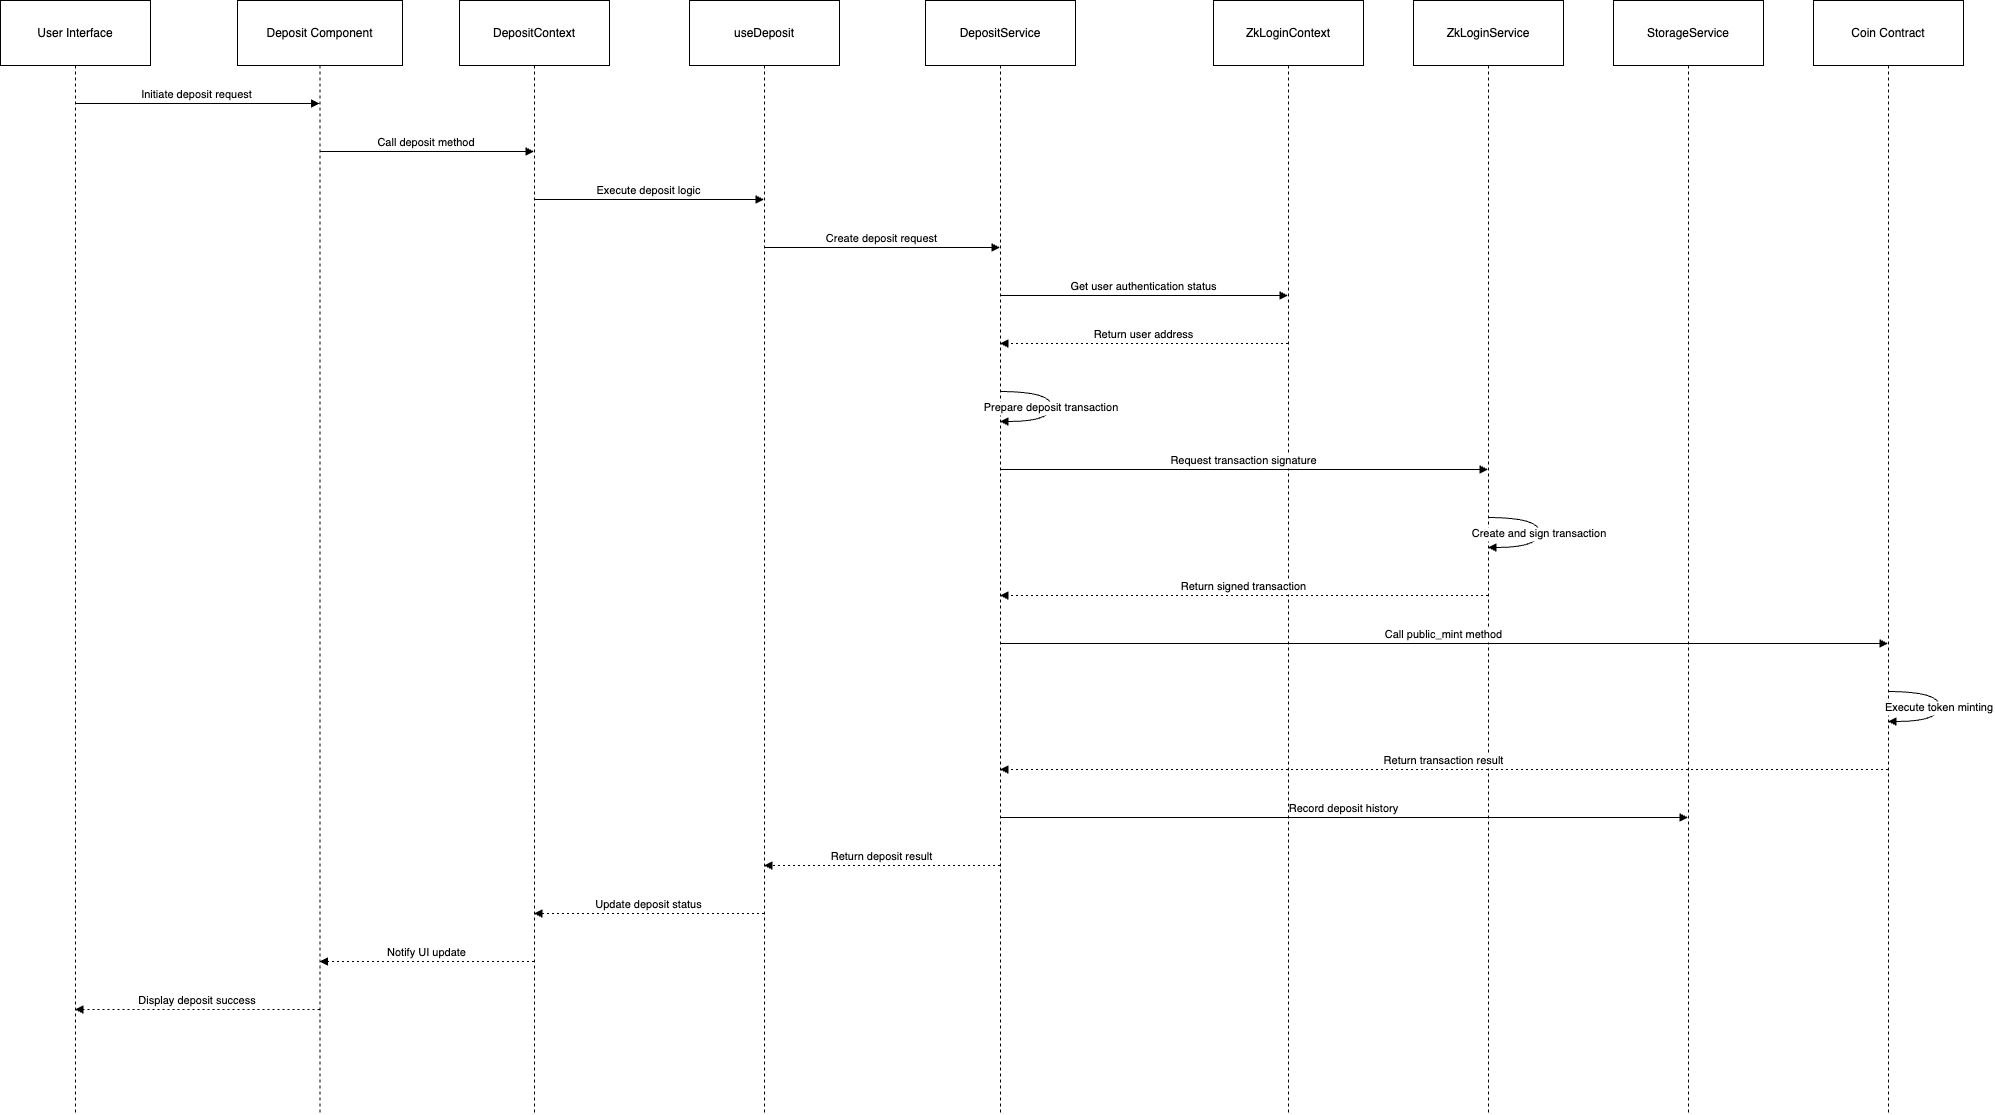 User Interface
Deposit Component
DepositContext
useDeposit
DepositService
ZkLoginContext
ZkLoginService
StorageService
Coin Contract
Initiate deposit request
Call deposit method
Execute deposit logic
Create deposit request
Get user authentication status
Return user address
Prepare deposit transaction
Request transaction signature
Create and sign transaction
Return signed transaction
Call public_mint method
Execute token minting
Return transaction result
Record deposit history
Return deposit result
Update deposit status
Notify UI update
Display deposit success